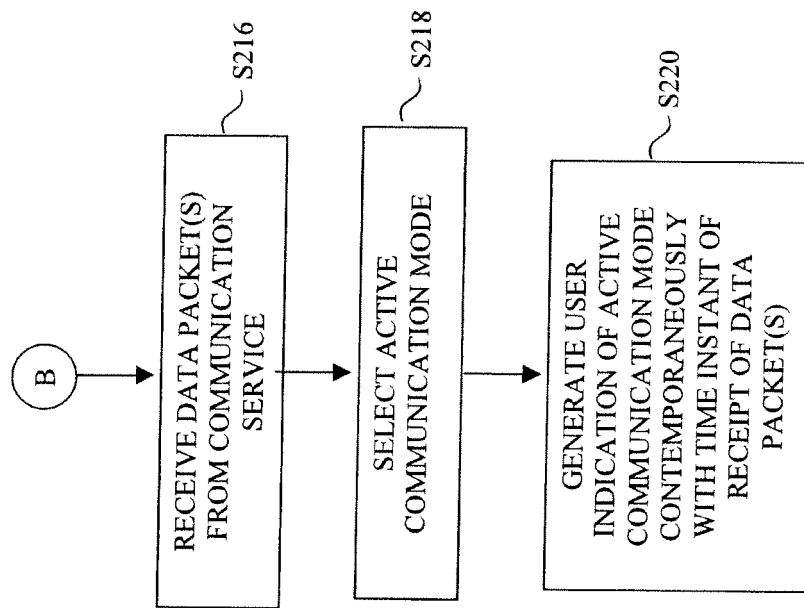 B
RECEIVE DATA PACKET(S)
FROM COMMUNICATION
SERVICE
S216
SELECT ACTIVE
COMMUNICATION MODE
S218
GENERATE USER
INDICATION OF ACTIVE
COMMUNICATION MODE
CONTEMPORANEOUSLY
WITH TIME INSTANT OF
RECEIPT OF DATA
PACKET(S)
S220